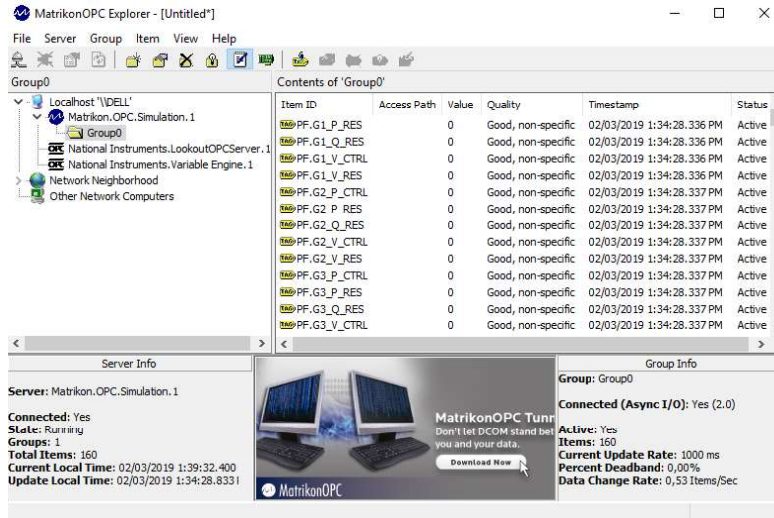 MatrikonOPC Explorer - [Untitled*]
File Server Group Item View Help
Group0
Contents of 'Group0'
Localhost '\\DELL'
Matrikon.OPC.Simulation.1
Group0
National Instruments.LookoutOPCServer.1
National Instruments.Variable Engine.1
Network Neighborhood
Other Network Computers
Item ID Access Path Value Quality Timestamp Status
PF.G1_P_RES 0 Good, non-specific 02/03/2019 1:34:28.336 PM Active
PF.G1_Q_RES 0 Good, non-specific 02/03/2019 1:34:28.336 PM Active
PF.G1_V_CTRL 0 Good, non-specific 02/03/2019 1:34:28.336 PM Active
PF.G1_V_RES 0 Good, non-specific 02/03/2019 1:34:28.336 PM Active
PF.G2_P_CTRL 0 Good, non-specific 02/03/2019 1:34:28.337 PM Active
PF.G2_P_RES 0 Good, non-specific 02/03/2019 1:34:28.337 PM Active
PF.G2_Q_RES 0 Good, non-specific 02/03/2019 1:34:28.337 PM Active
PF.G2_V_CTRL 0 Good, non-specific 02/03/2019 1:34:28.337 PM Active
PF.G2_V_RES 0 Good, non-specific 02/03/2019 1:34:28.337 PM Active
PF.G3_P_CTRL 0 Good, non-specific 02/03/2019 1:34:28.337 PM Active
PF.G3_P_RES 0 Good, non-specific 02/03/2019 1:34:28.337 PM Active
PF.G3_Q_RES 0 Good, non-specific 02/03/2019 1:34:28.337 PM Active
PF.G3_V_CTRL 0 Good, non-specific 02/03/2019 1:34:28.337 PM Active
Server Info
Server: Matrikon.OPC.Simulation.1
Connected: Yes
State: Running
Groups: 1
Total Items: 160
Current Local Time: 02/03/2019 1:39:32.400
Update Local Time: 02/03/2019 1:34:28.833
MatrikonOPC Tunn
Don't let DCOM stand bet
you and your data.
Download Now
MatrikonOPC
Group Info
Group: Group0
Connected (Async I/O): Yes (2.0)
Active: Yes
Items: 160
Current Update Rate: 1000 ms
Percent Deadband: 0,00%
Data Change Rate: 0,53 Items/Sec